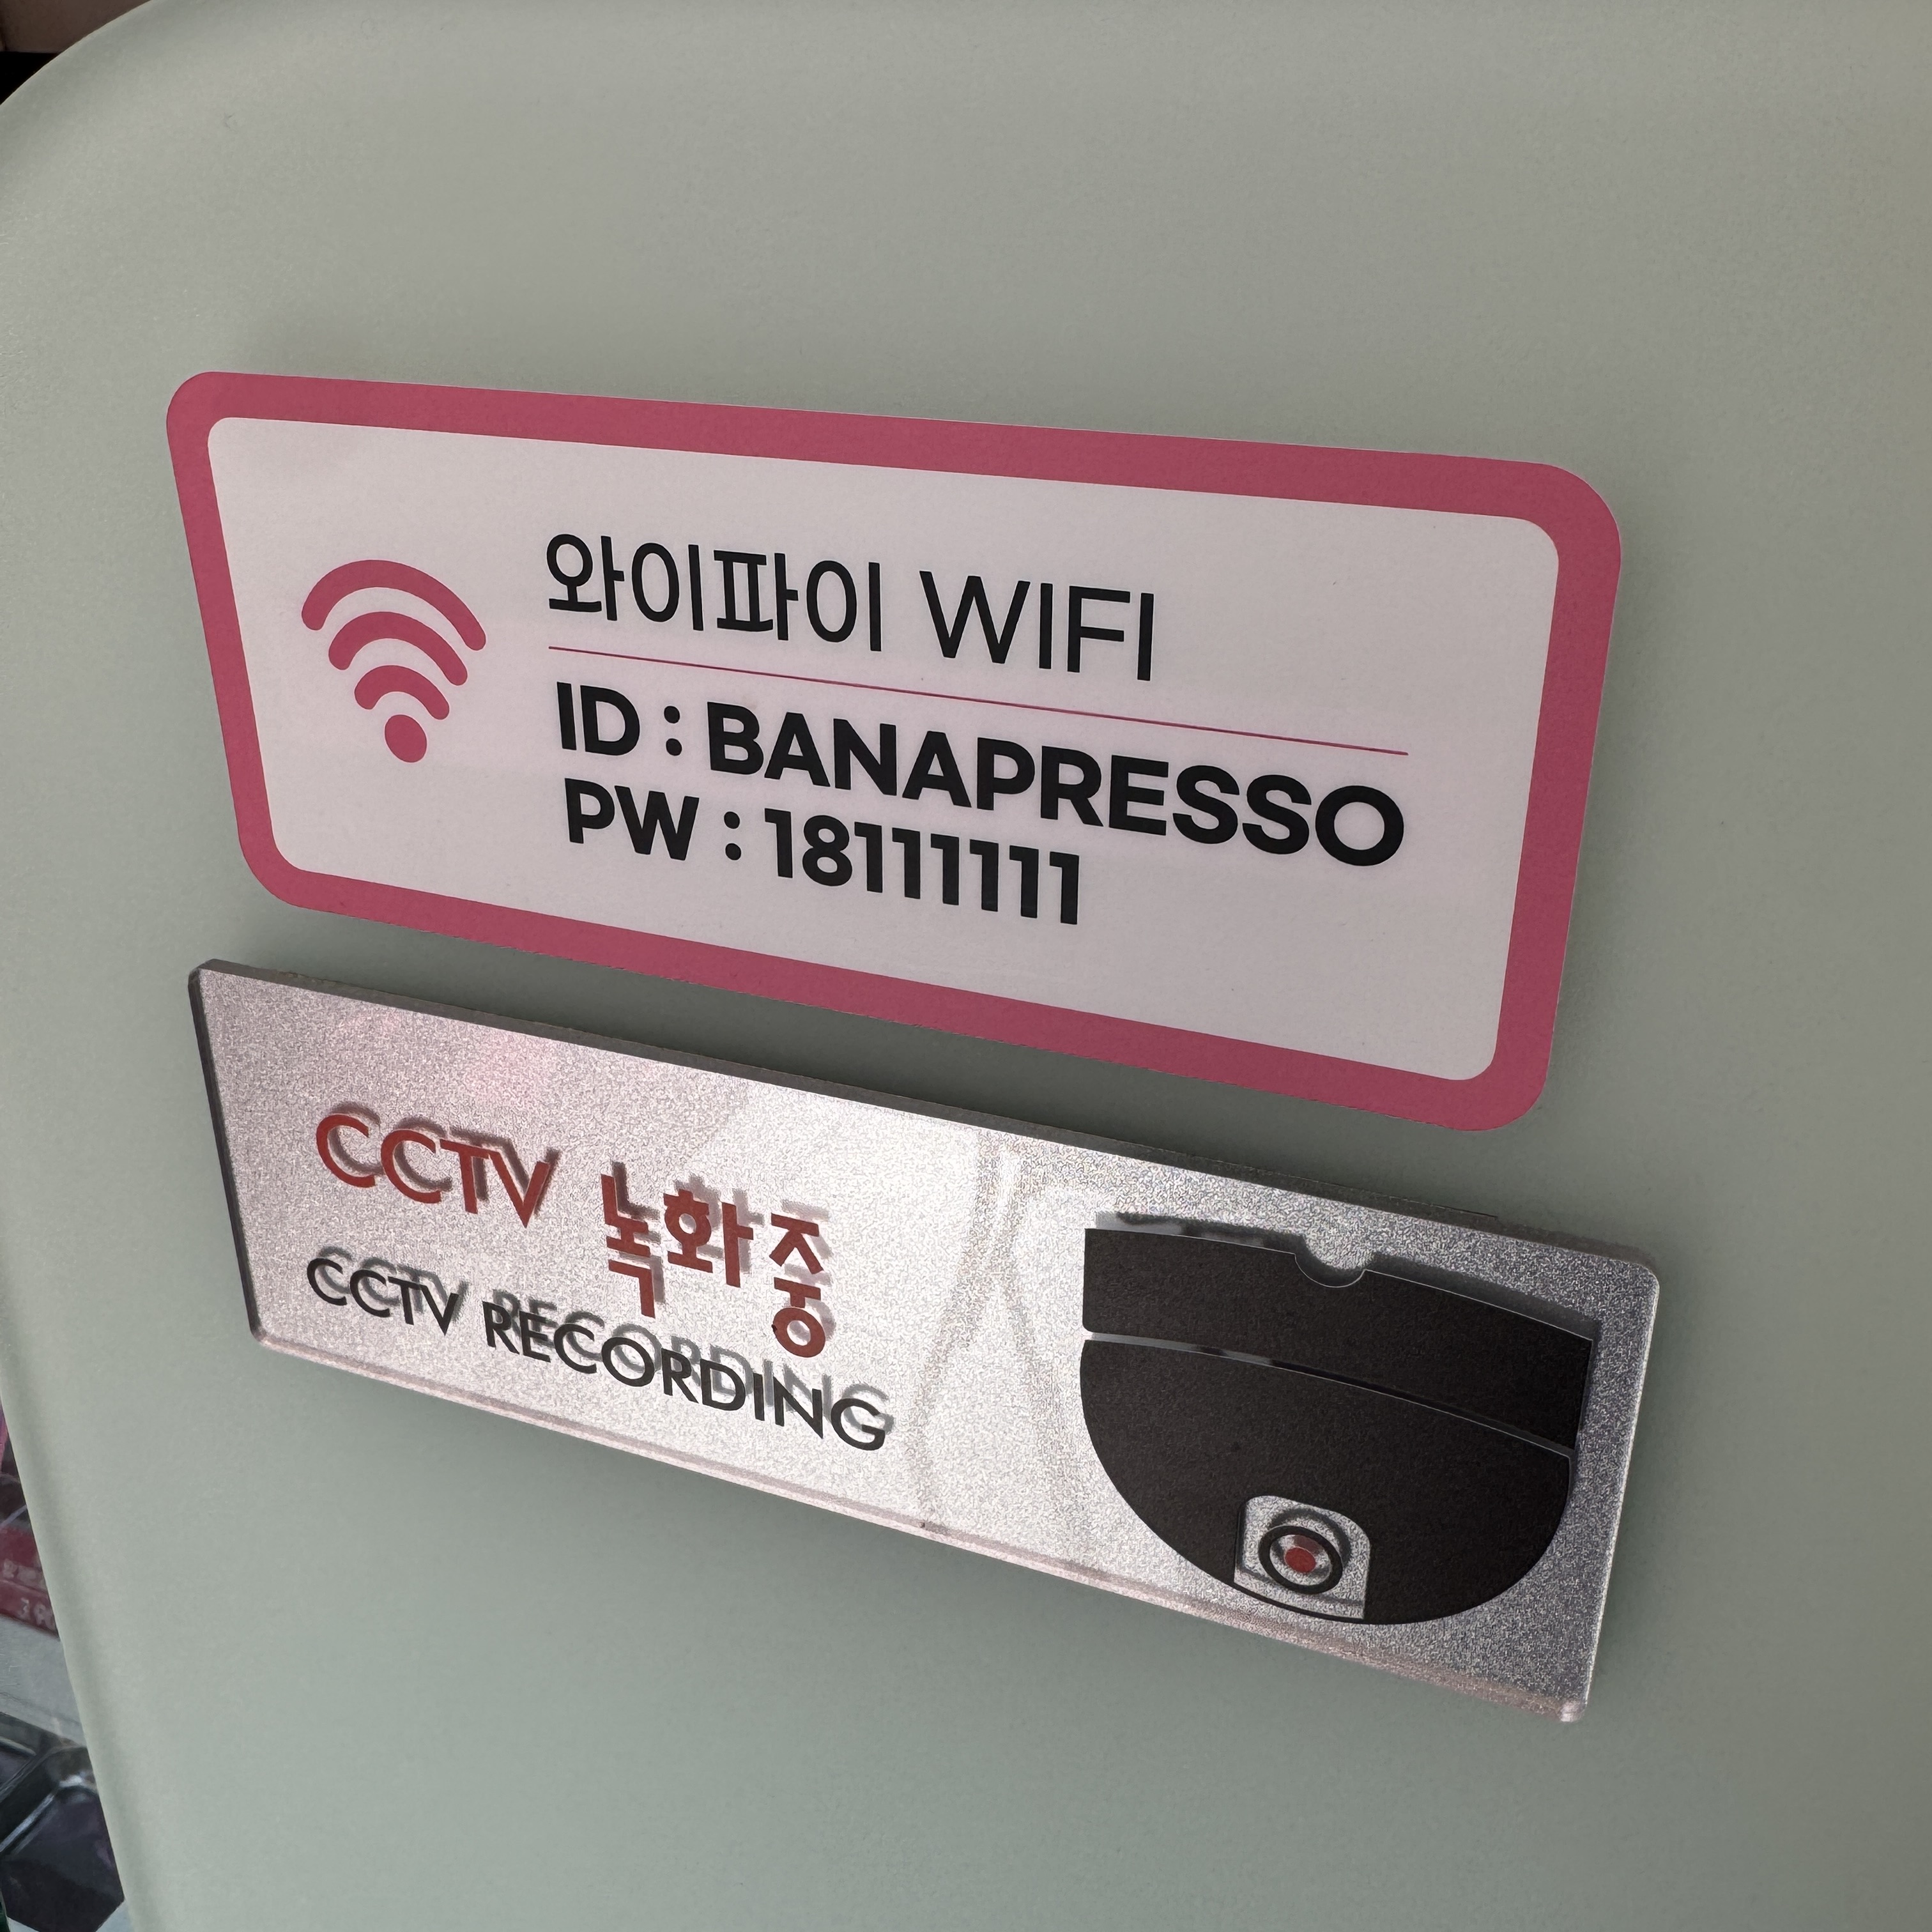 와이파이 WIFI
ID : BANAPRESSO
PW : 18111111
CCTV 녹화중
CCTV RECORDING